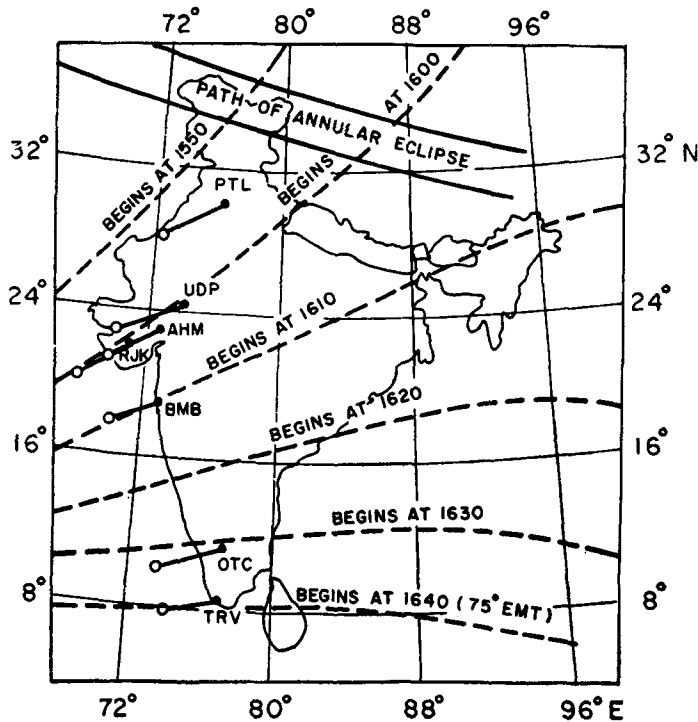 72° 80° 88° 96°
BEGINS AT 1550
PATH OF ANNULAR ECLIPSE
BEGINS AT 1600
32° 32° N
PTL
24° 24°
UDP
AHM
RJK
BEGINS AT 1610
BMB
BEGINS AT 1620
16° 16°
BEGINS AT 1630
OTC
8° 8°
BEGINS AT 1640 (75° EMT)
TRV
72° 80° 88° 96° E